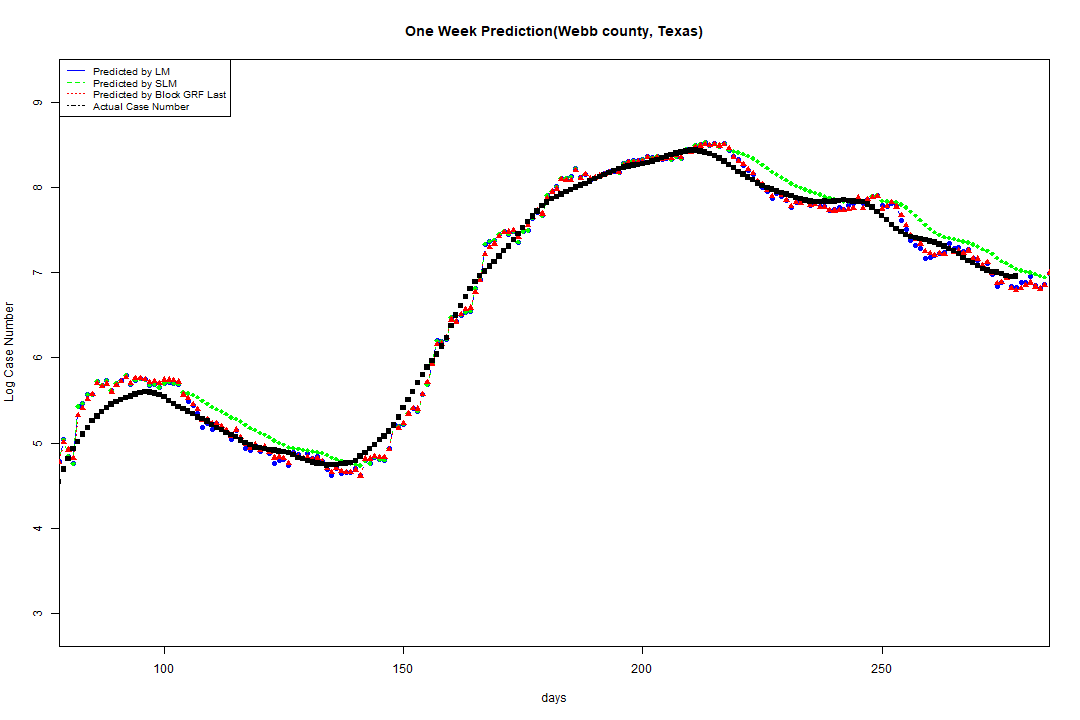 One Week Prediction(Webb county, Texas)
Predicted by LM
Predicted by SLM
Predicted by Block GRF Last
Actual Case Number
9
8
7
6
5
4
3
Log Case Number
100 150 200 250
days